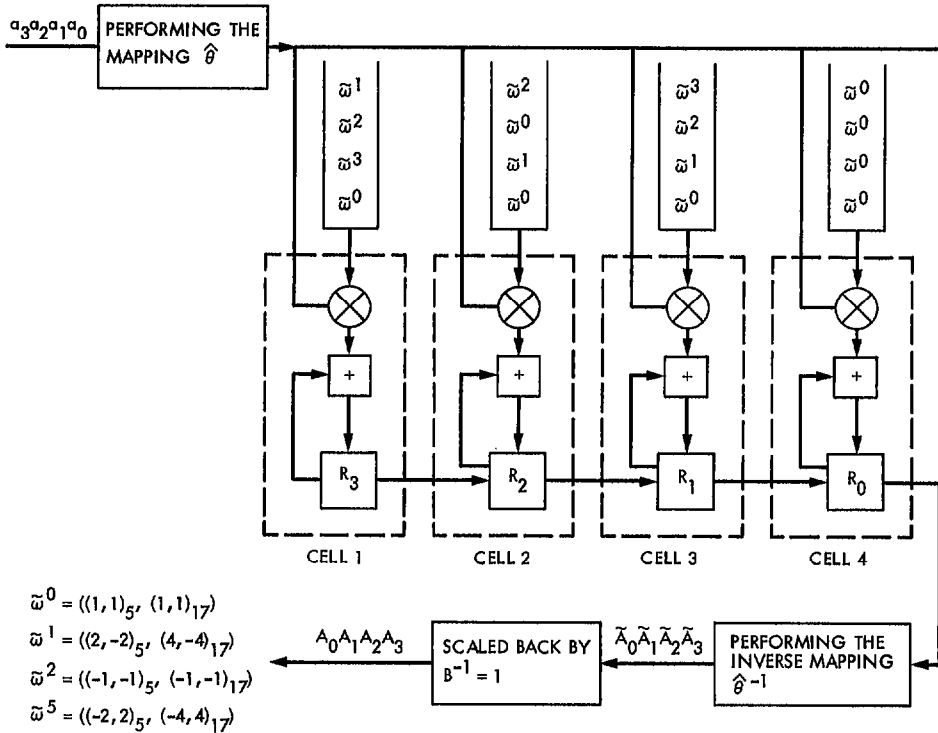 a₃a₂a₁a₀
PERFORMING THE
MAPPING θ̂
ω̃¹
ω̃²
ω̃³
ω̃⁰
ω̃²
ω̃⁰
ω̃¹
ω̃⁰
ω̃³
ω̃²
ω̃¹
ω̃⁰
ω̃⁰
ω̃⁰
ω̃⁰
ω̃⁰
+
+
+
+
R₃
R₂
R₁
R₀
CELL 1
CELL 2
CELL 3
CELL 4
ω̃⁰ = ((1, 1)₅, (1, 1)₁₇)
ω̃¹ = ((2, -2)₅, (4, -4)₁₇)
ω̃² = ((-1, -1)₅, (-1, -1)₁₇)
ω̃⁵ = ((-2, 2)₅, (-4, 4)₁₇)
A₀A₁A₂A₃
SCALED BACK BY
B⁻¹ = 1
Ã₀Ã₁Ã₂Ã₃
PERFORMING THE
INVERSE MAPPING
θ̂⁻¹